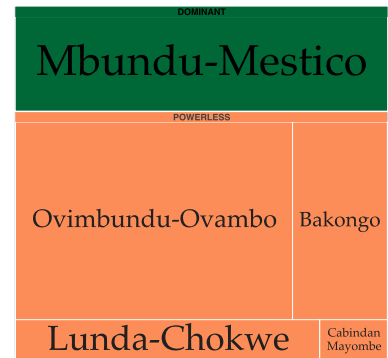 DOMINANT
Mbundu-Mestico
POWERLESS
Ovimbundu-Ovambo
Bakongo
Lunda-Chokwe
Cabindan
Mayombe